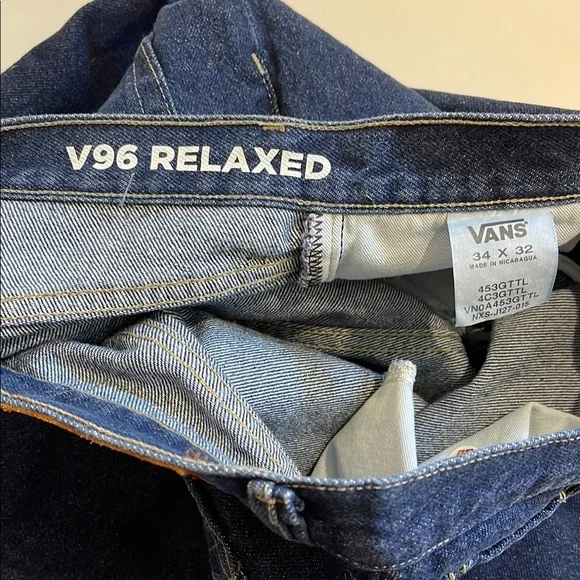 V96 RELAXED
VANS
34 X 32
MADE IN NICARAGUA
453GTTL
4C3GTTL
VN0A453GTTL
NXS-J127-015